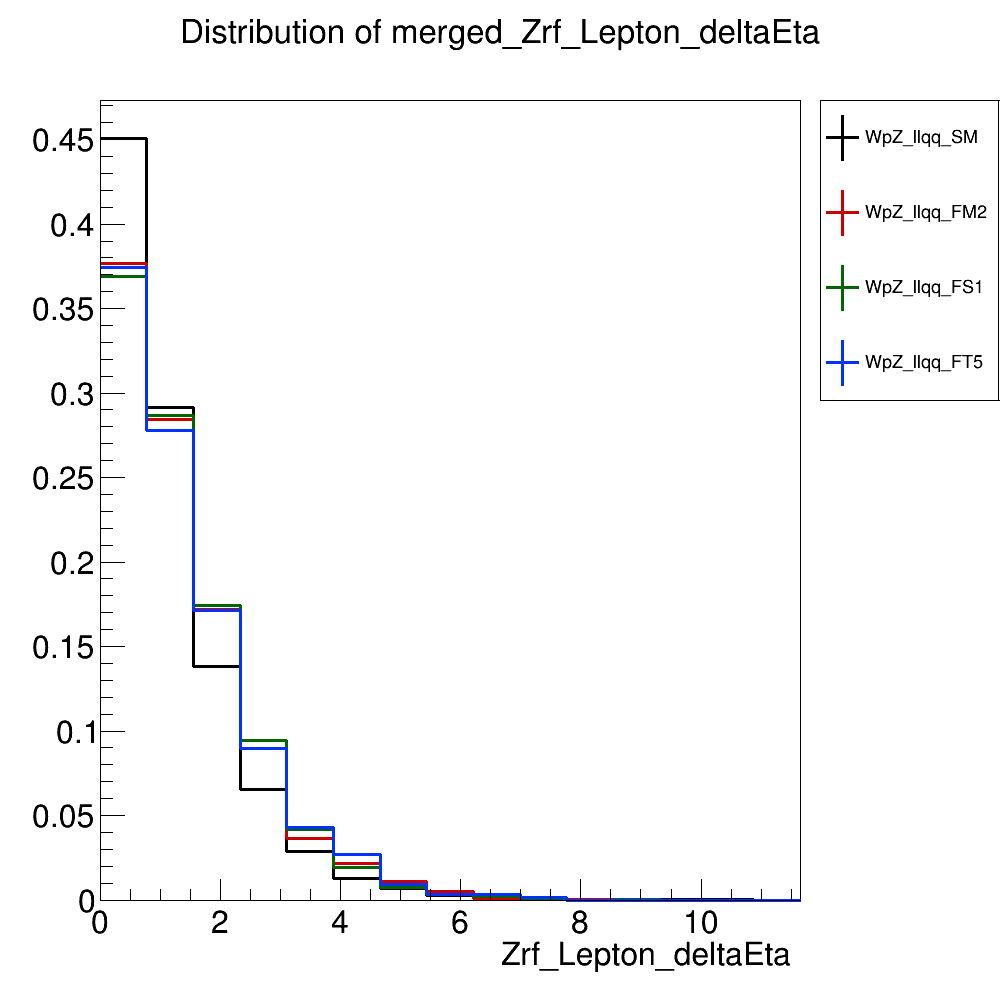 Distribution of merged_Zrf_Lepton_deltaEta
0.45
0.4
0.35
0.3
0.25
0.2
0.15
0.1
0.05
0
0 2 4 6 8 10
Zrf_Lepton_deltaEta
WpZ_llqq_SM
WpZ_llqq_FM2
WpZ_llqq_FS1
WpZ_llqq_FT5